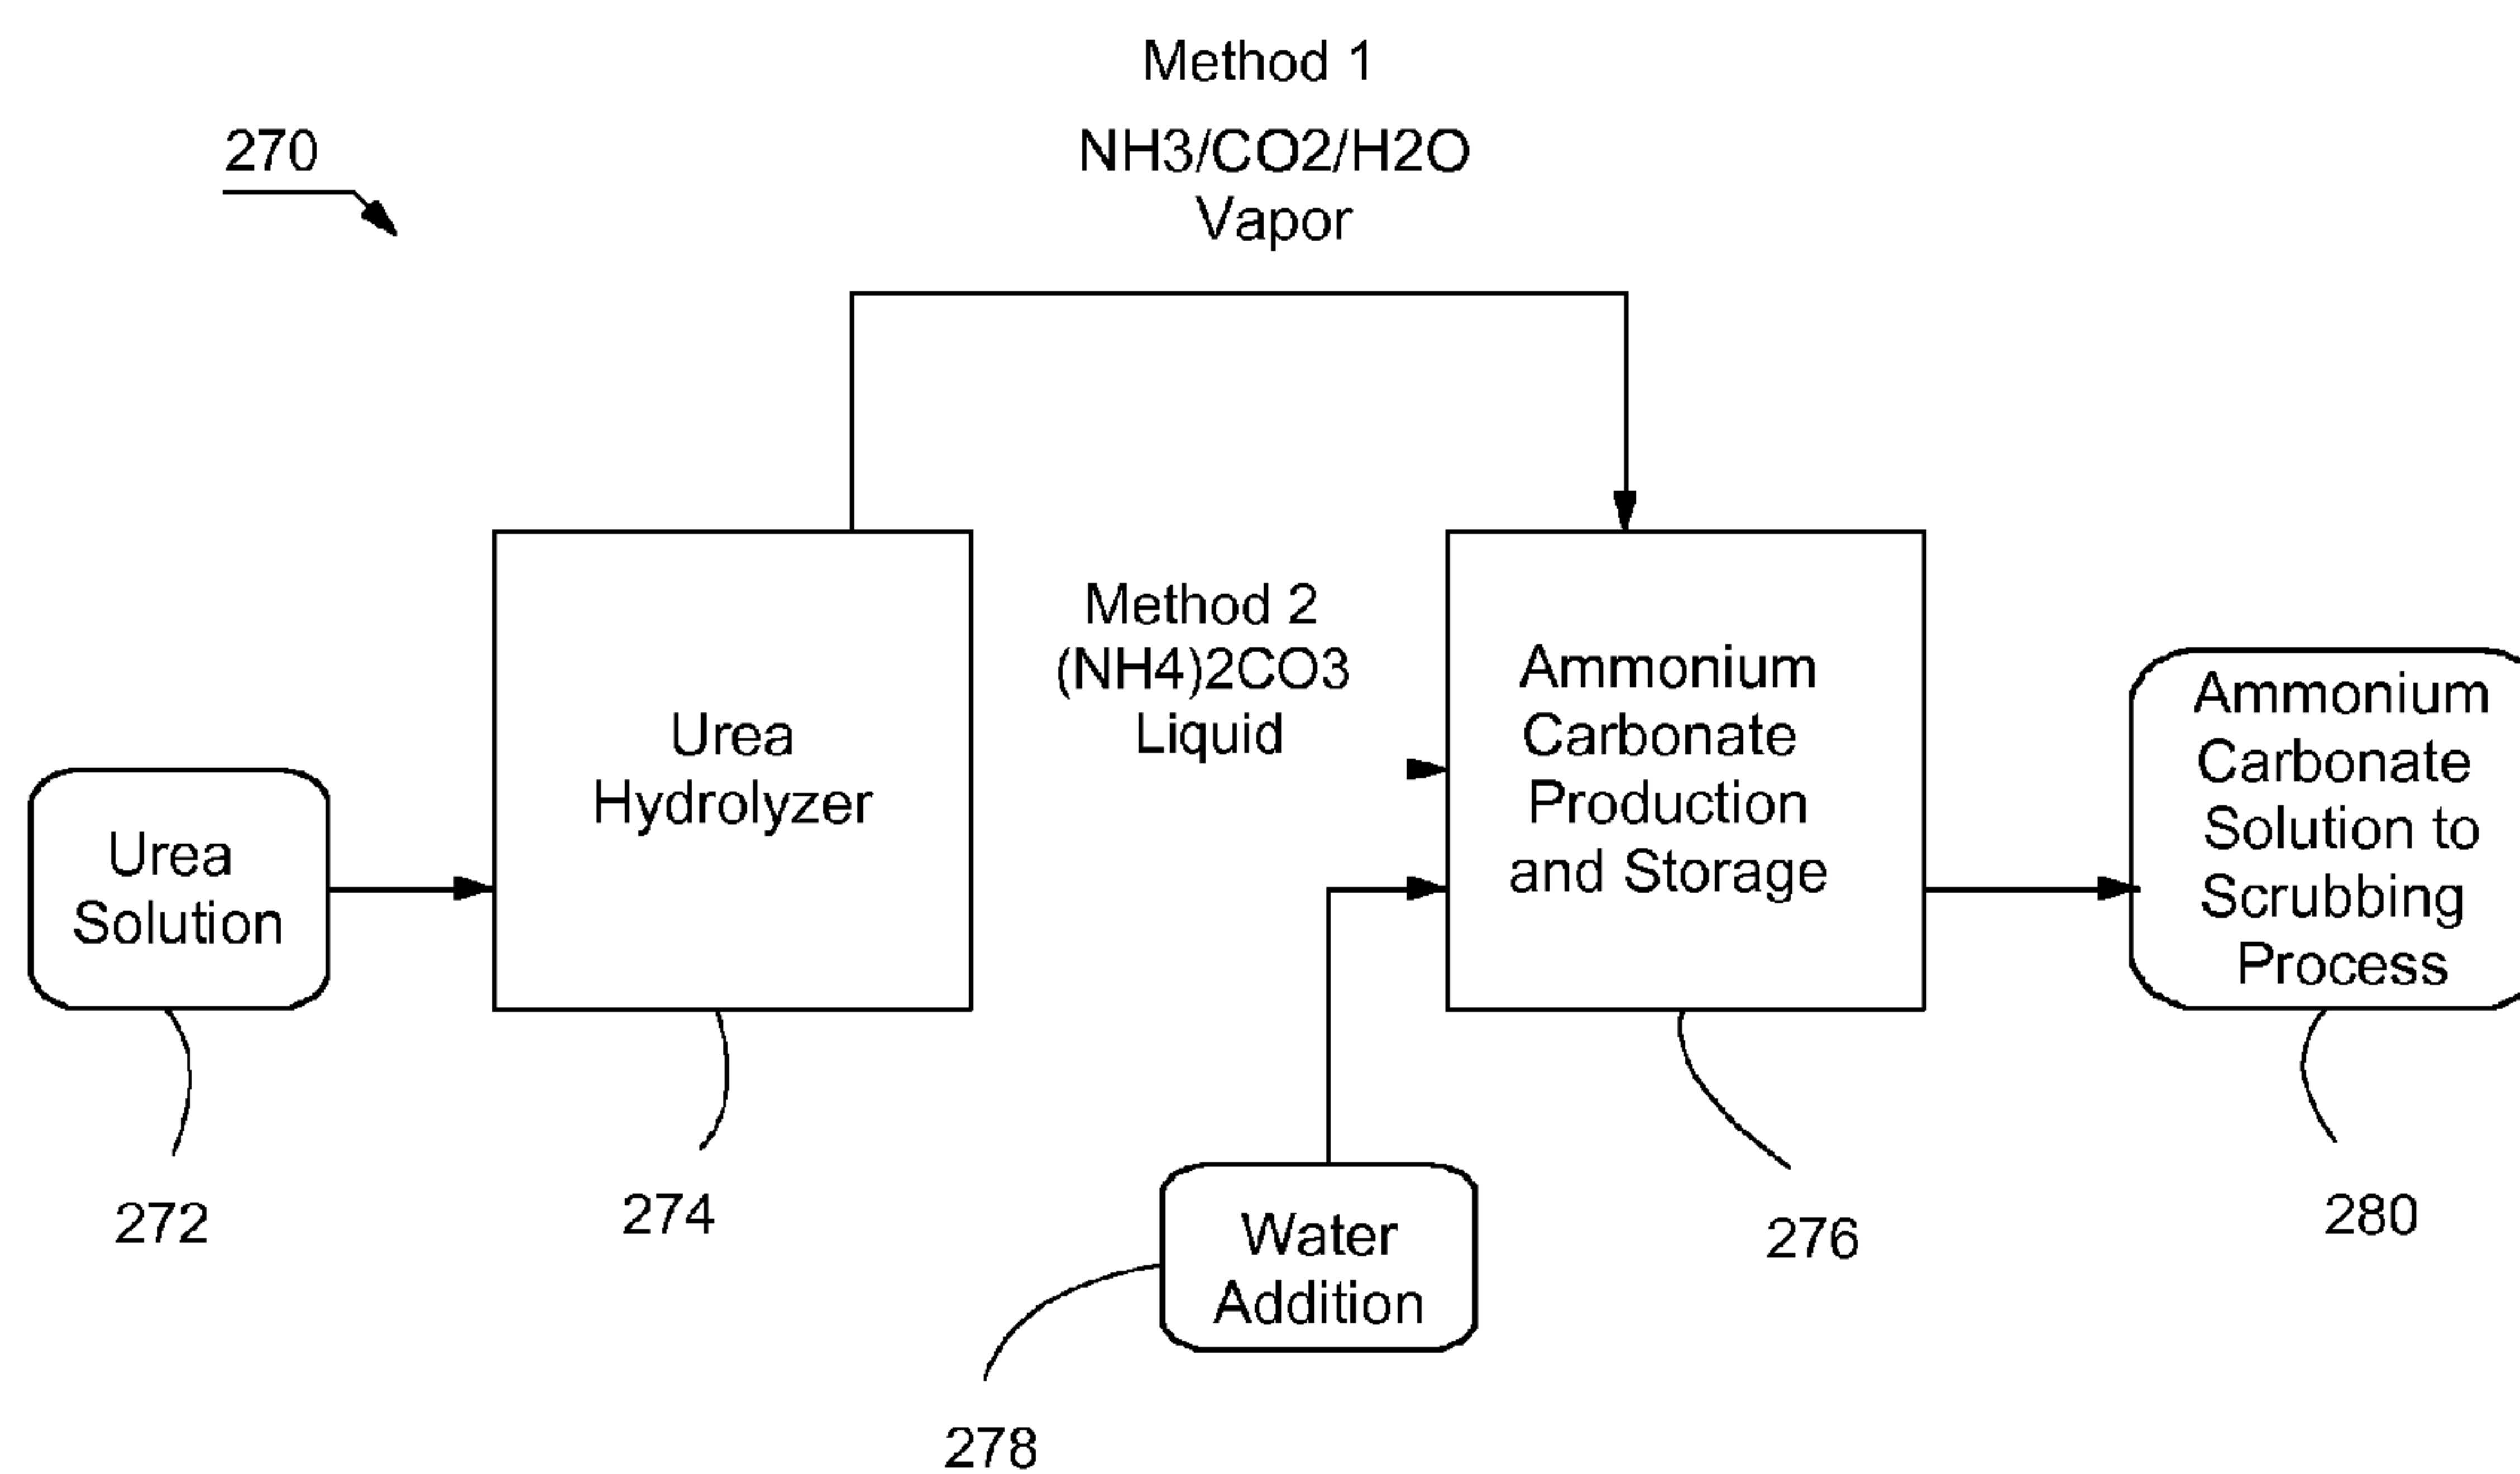 Method 1
NH3/CO2/H2O
Vapor
270
Method 2
(NH4)2CO3
Liquid
Urea
Solution
Urea
Hydrolyzer
Ammonium
Carbonate
Production
and Storage
Ammonium
Carbonate
Solution to
Scrubbing
Process
Water
Addition
272
274
276
280
278